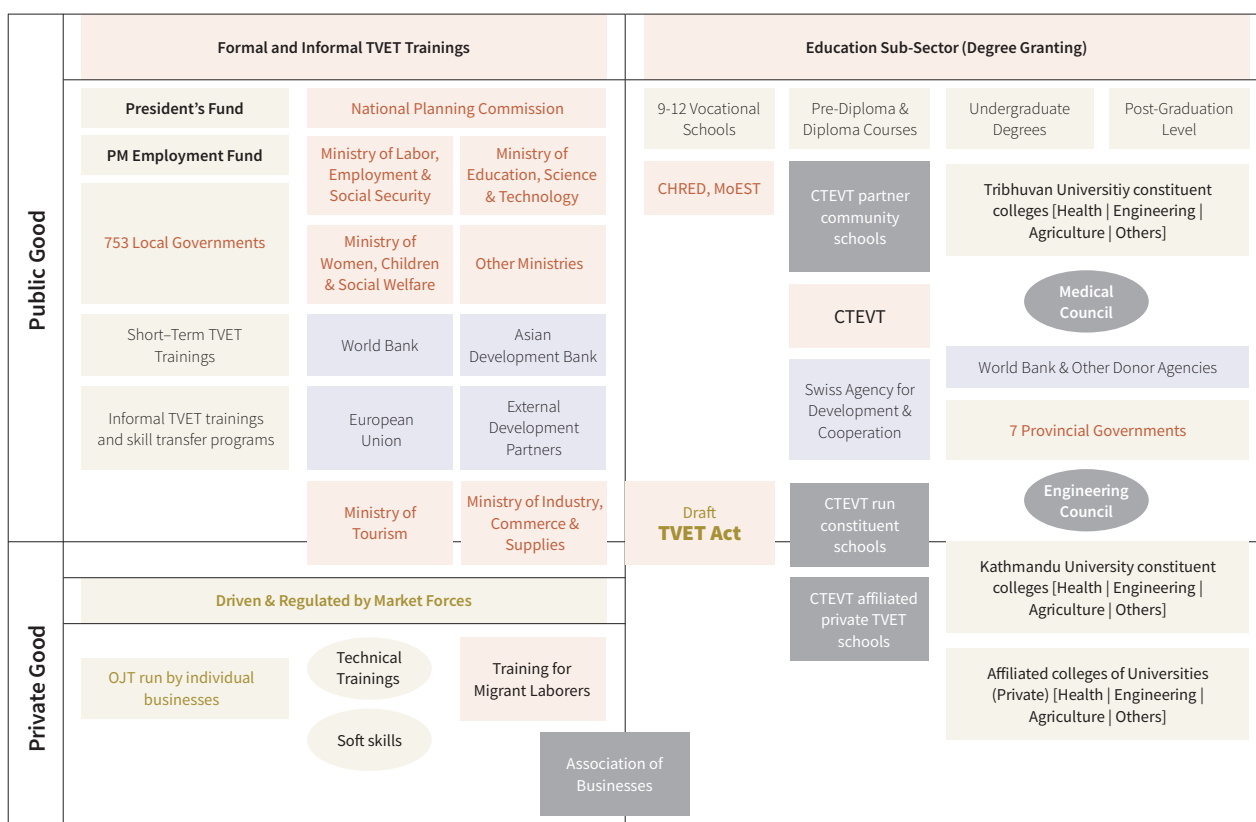 Formal and Informal TVET Trainings
Education Sub-Sector (Degree Granting)
Public Good
President’s Fund
National Planning Commission
PM Employment Fund
Ministry of Labor,
Employment &
Social Security
Ministry of
Education, Science
& Technology
753 Local Governments
Ministry of
Women, Children
& Social Welfare
Other Ministries
Short–Term TVET
Trainings
World Bank
Asian
Development Bank
Informal TVET trainings
and skill transfer programs
European
Union
External
Development
Partners
Ministry of
Tourism
Ministry of Industry,
Commerce &
Supplies
9-12 Vocational
Schools
Pre-Diploma &
Diploma Courses
Undergraduate
Degrees
Post-Graduation
Level
CHRED, MoEST
CTEVT partner
community
schools
Tribhuvan Universitiy constituent
colleges [Health | Engineering |
Agriculture | Others]
Medical
Council
CTEVT
World Bank & Other Donor Agencies
Swiss Agency for
Development &
Cooperation
7 Provincial Governments
Engineering
Council
Draft
TVET Act
CTEVT run
constituent
schools
Kathmandu University constituent
colleges [Health | Engineering |
Agriculture | Others]
CTEVT affiliated
private TVET
schools
Affiliated colleges of Universities
(Private) [Health | Engineering |
Agriculture | Others]
Private Good
Driven & Regulated by Market Forces
OJT run by individual
businesses
Technical
Trainings
Training for
Migrant Laborers
Soft skills
Association of
Businesses